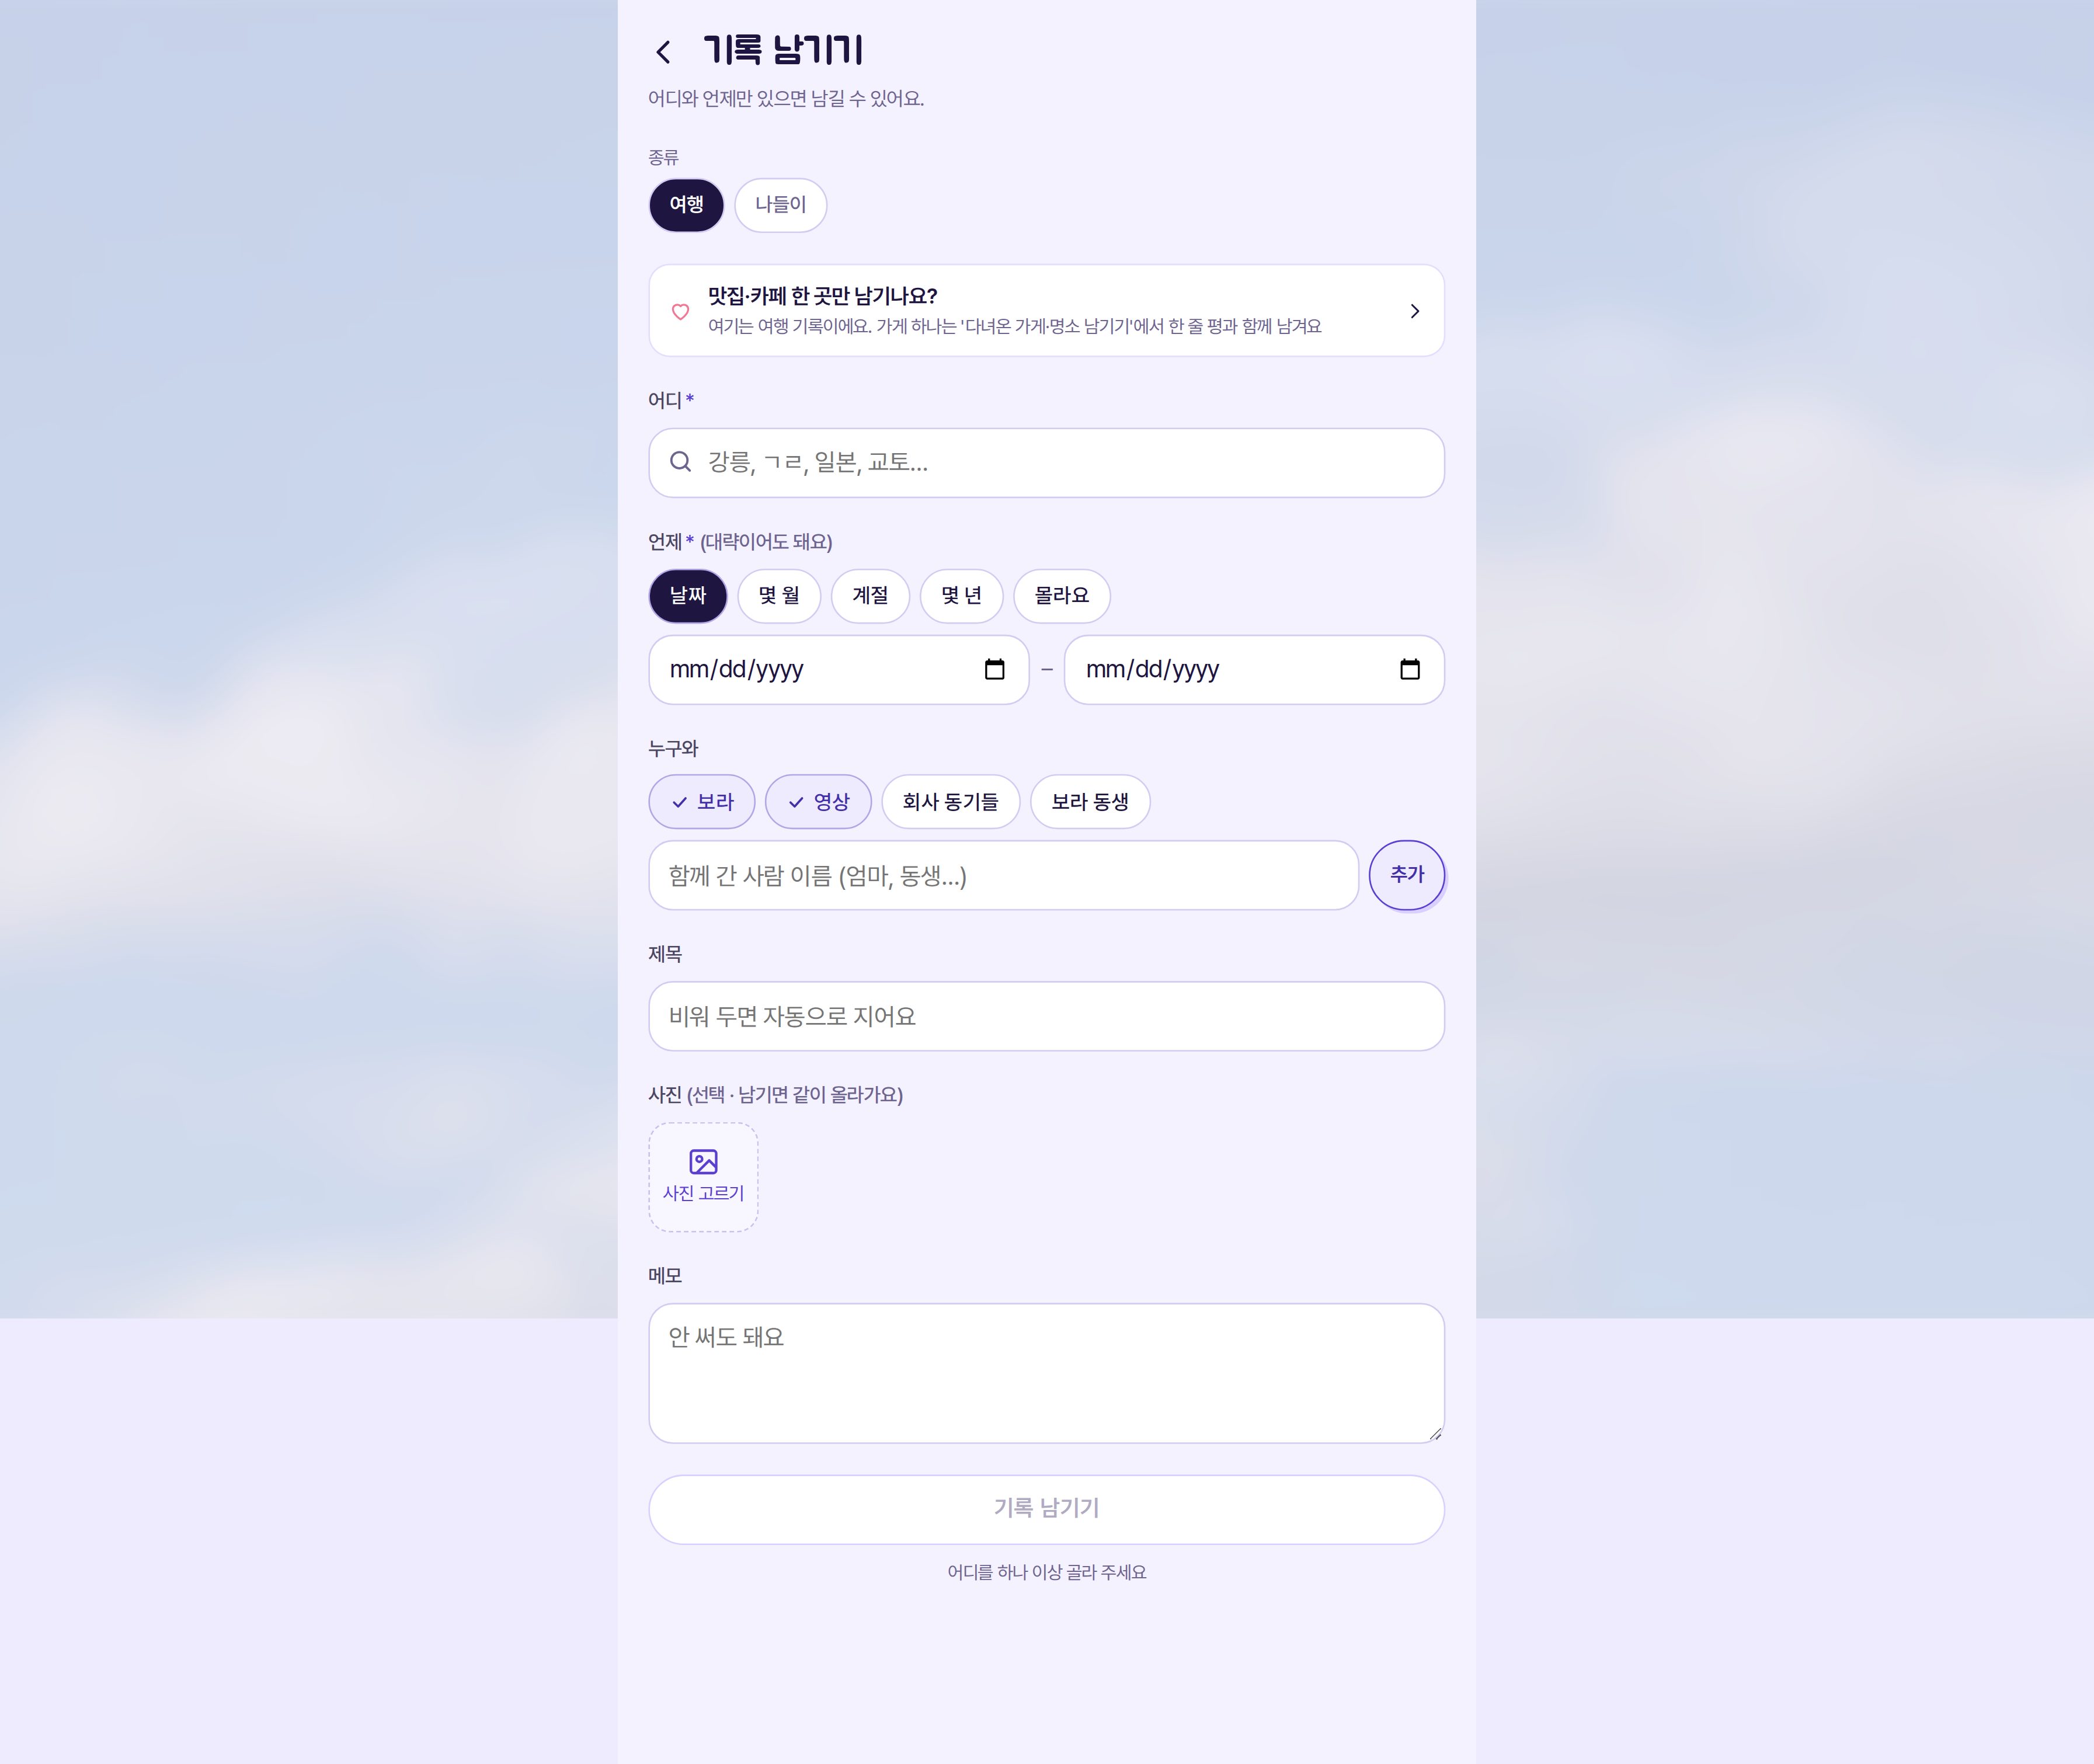 기록 남기기
어디와 언제만 있으면 남길 수 있어요.
종류
여행 나들이
맛집·카페 한 곳만 남기나요?
여기는 여행 기록이에요. 가게 하나는 '다녀온 가게·명소 남기기'에서 한 줄 평과 함께 남겨요
어디 *
강릉, ㄱㄹ, 일본, 교토...
언제 * (대략이어도 돼요)
날짜 몇 월 계절 몇 년 몰라요
mm/dd/yyyy – mm/dd/yyyy
누구와
보라 영상 회사 동기들 보라 동생
함께 간 사람 이름 (엄마, 동생...) 추가
제목
비워 두면 자동으로 지어요
사진 (선택 · 남기면 같이 올라가요)
사진 고르기
메모
안 써도 돼요
기록 남기기
어디를 하나 이상 골라 주세요